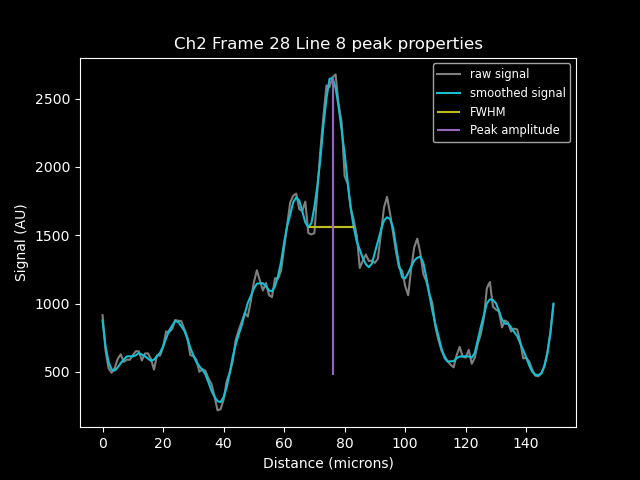 Ch2 Frame 28 Line 8 peak properties
raw signal
smoothed signal
FWHM
Peak amplitude
Signal (AU)
2500
2000
1500
1000
500
0 20 40 60 80 100 120 140
Distance (microns)